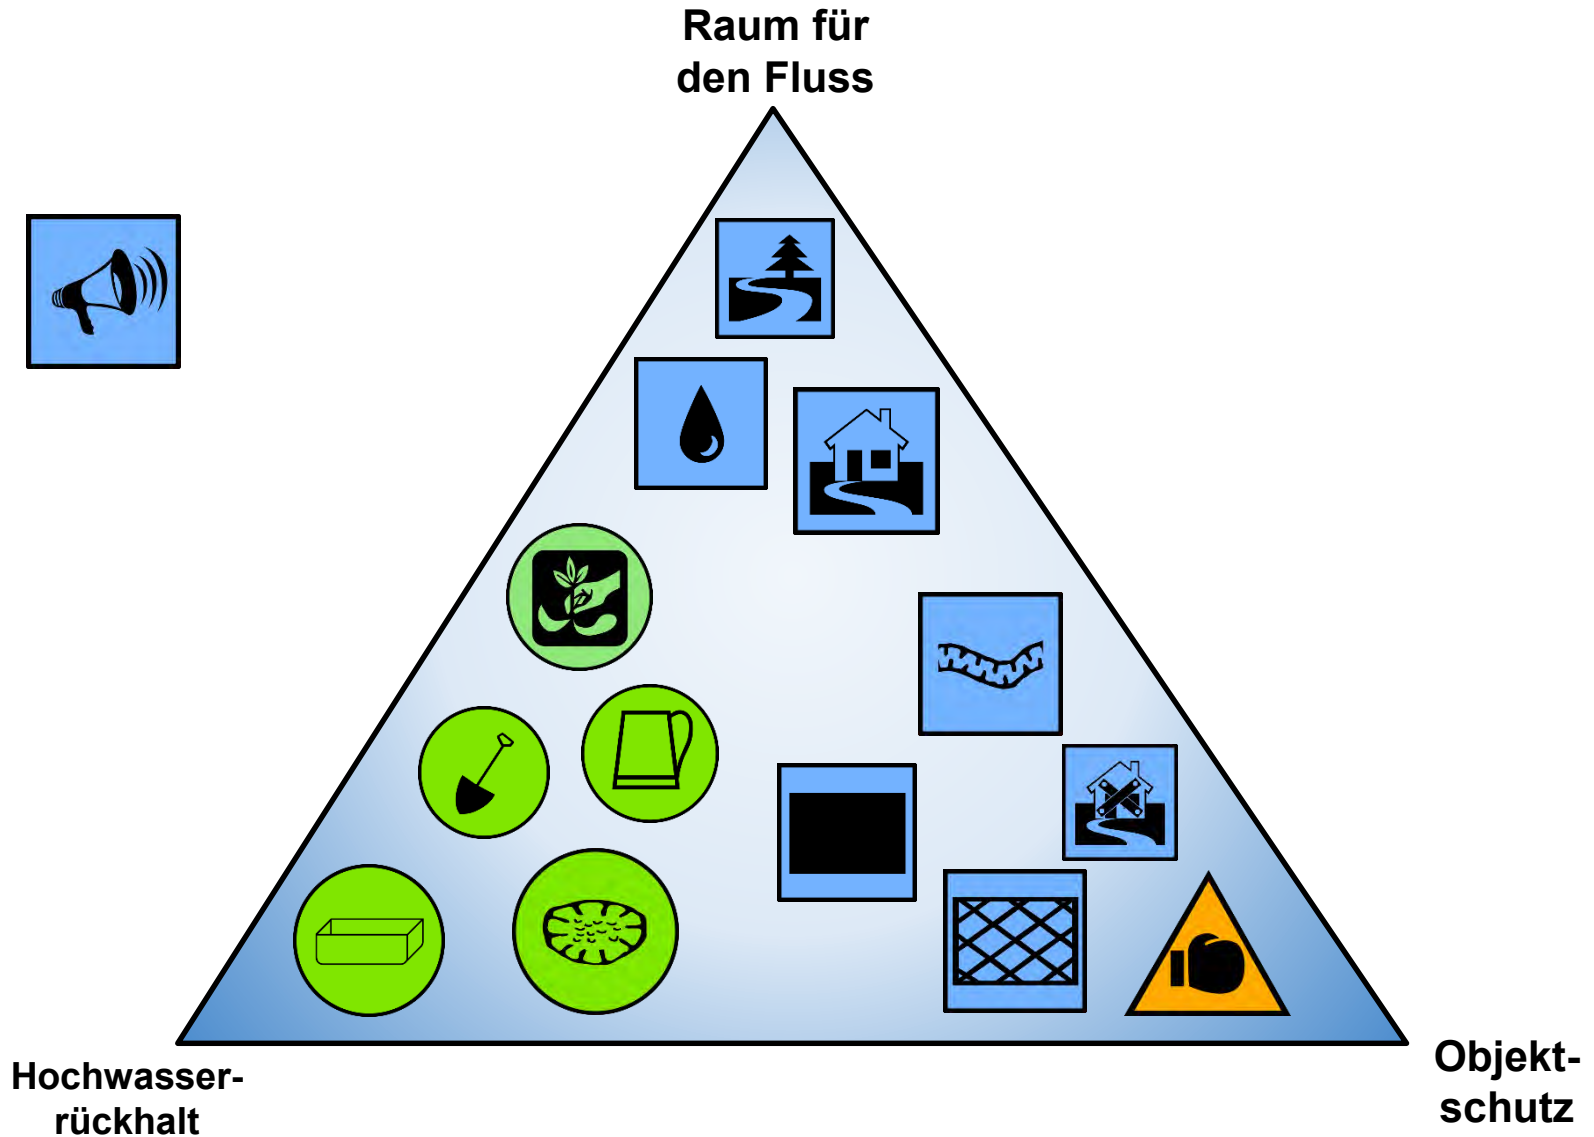 Raum für
den Fluss
Hochwasser-
rückhalt
Objekt-
schutz